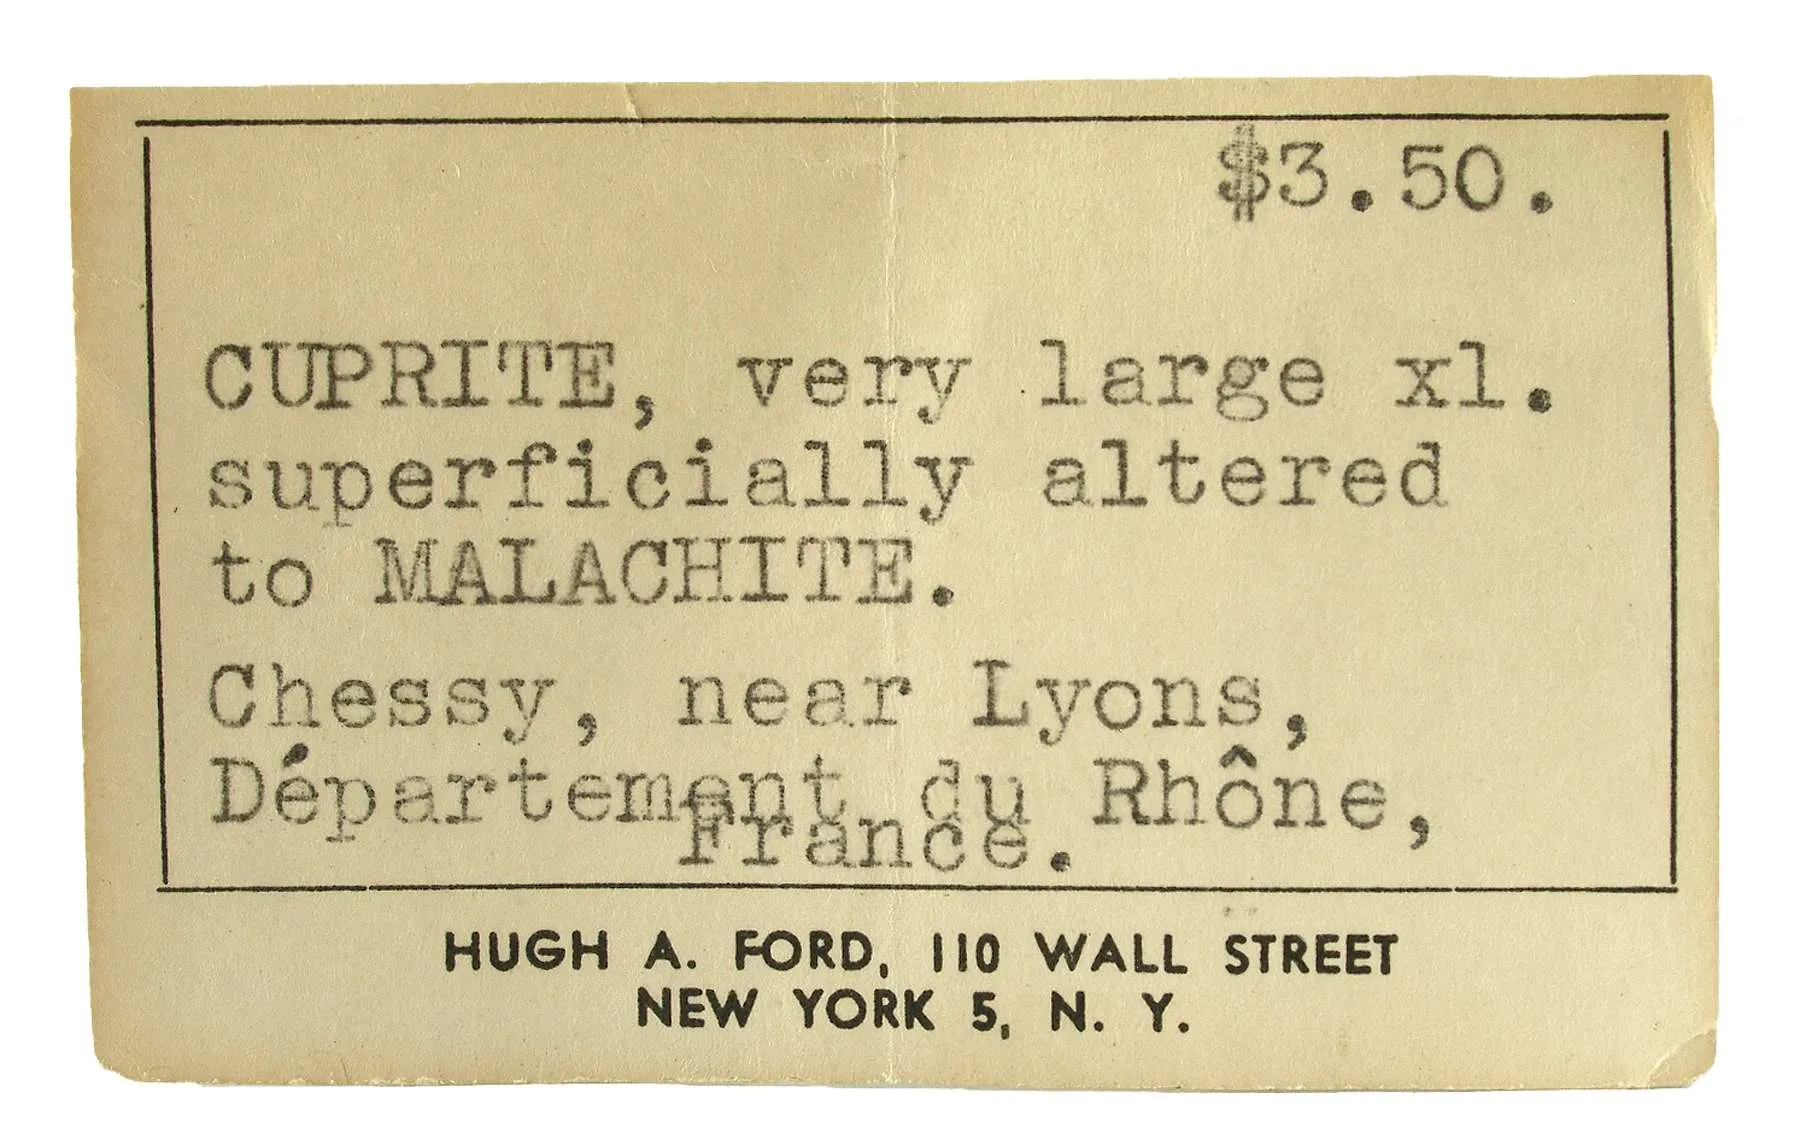 $3.50.
CUPRITE, very large xl.
superficially altered
to MALACHITE.
Chessy, near Lyons,
Département du Rhône,
France.
HUGH A. FORD, 110 WALL STREET
NEW YORK 5, N. Y.